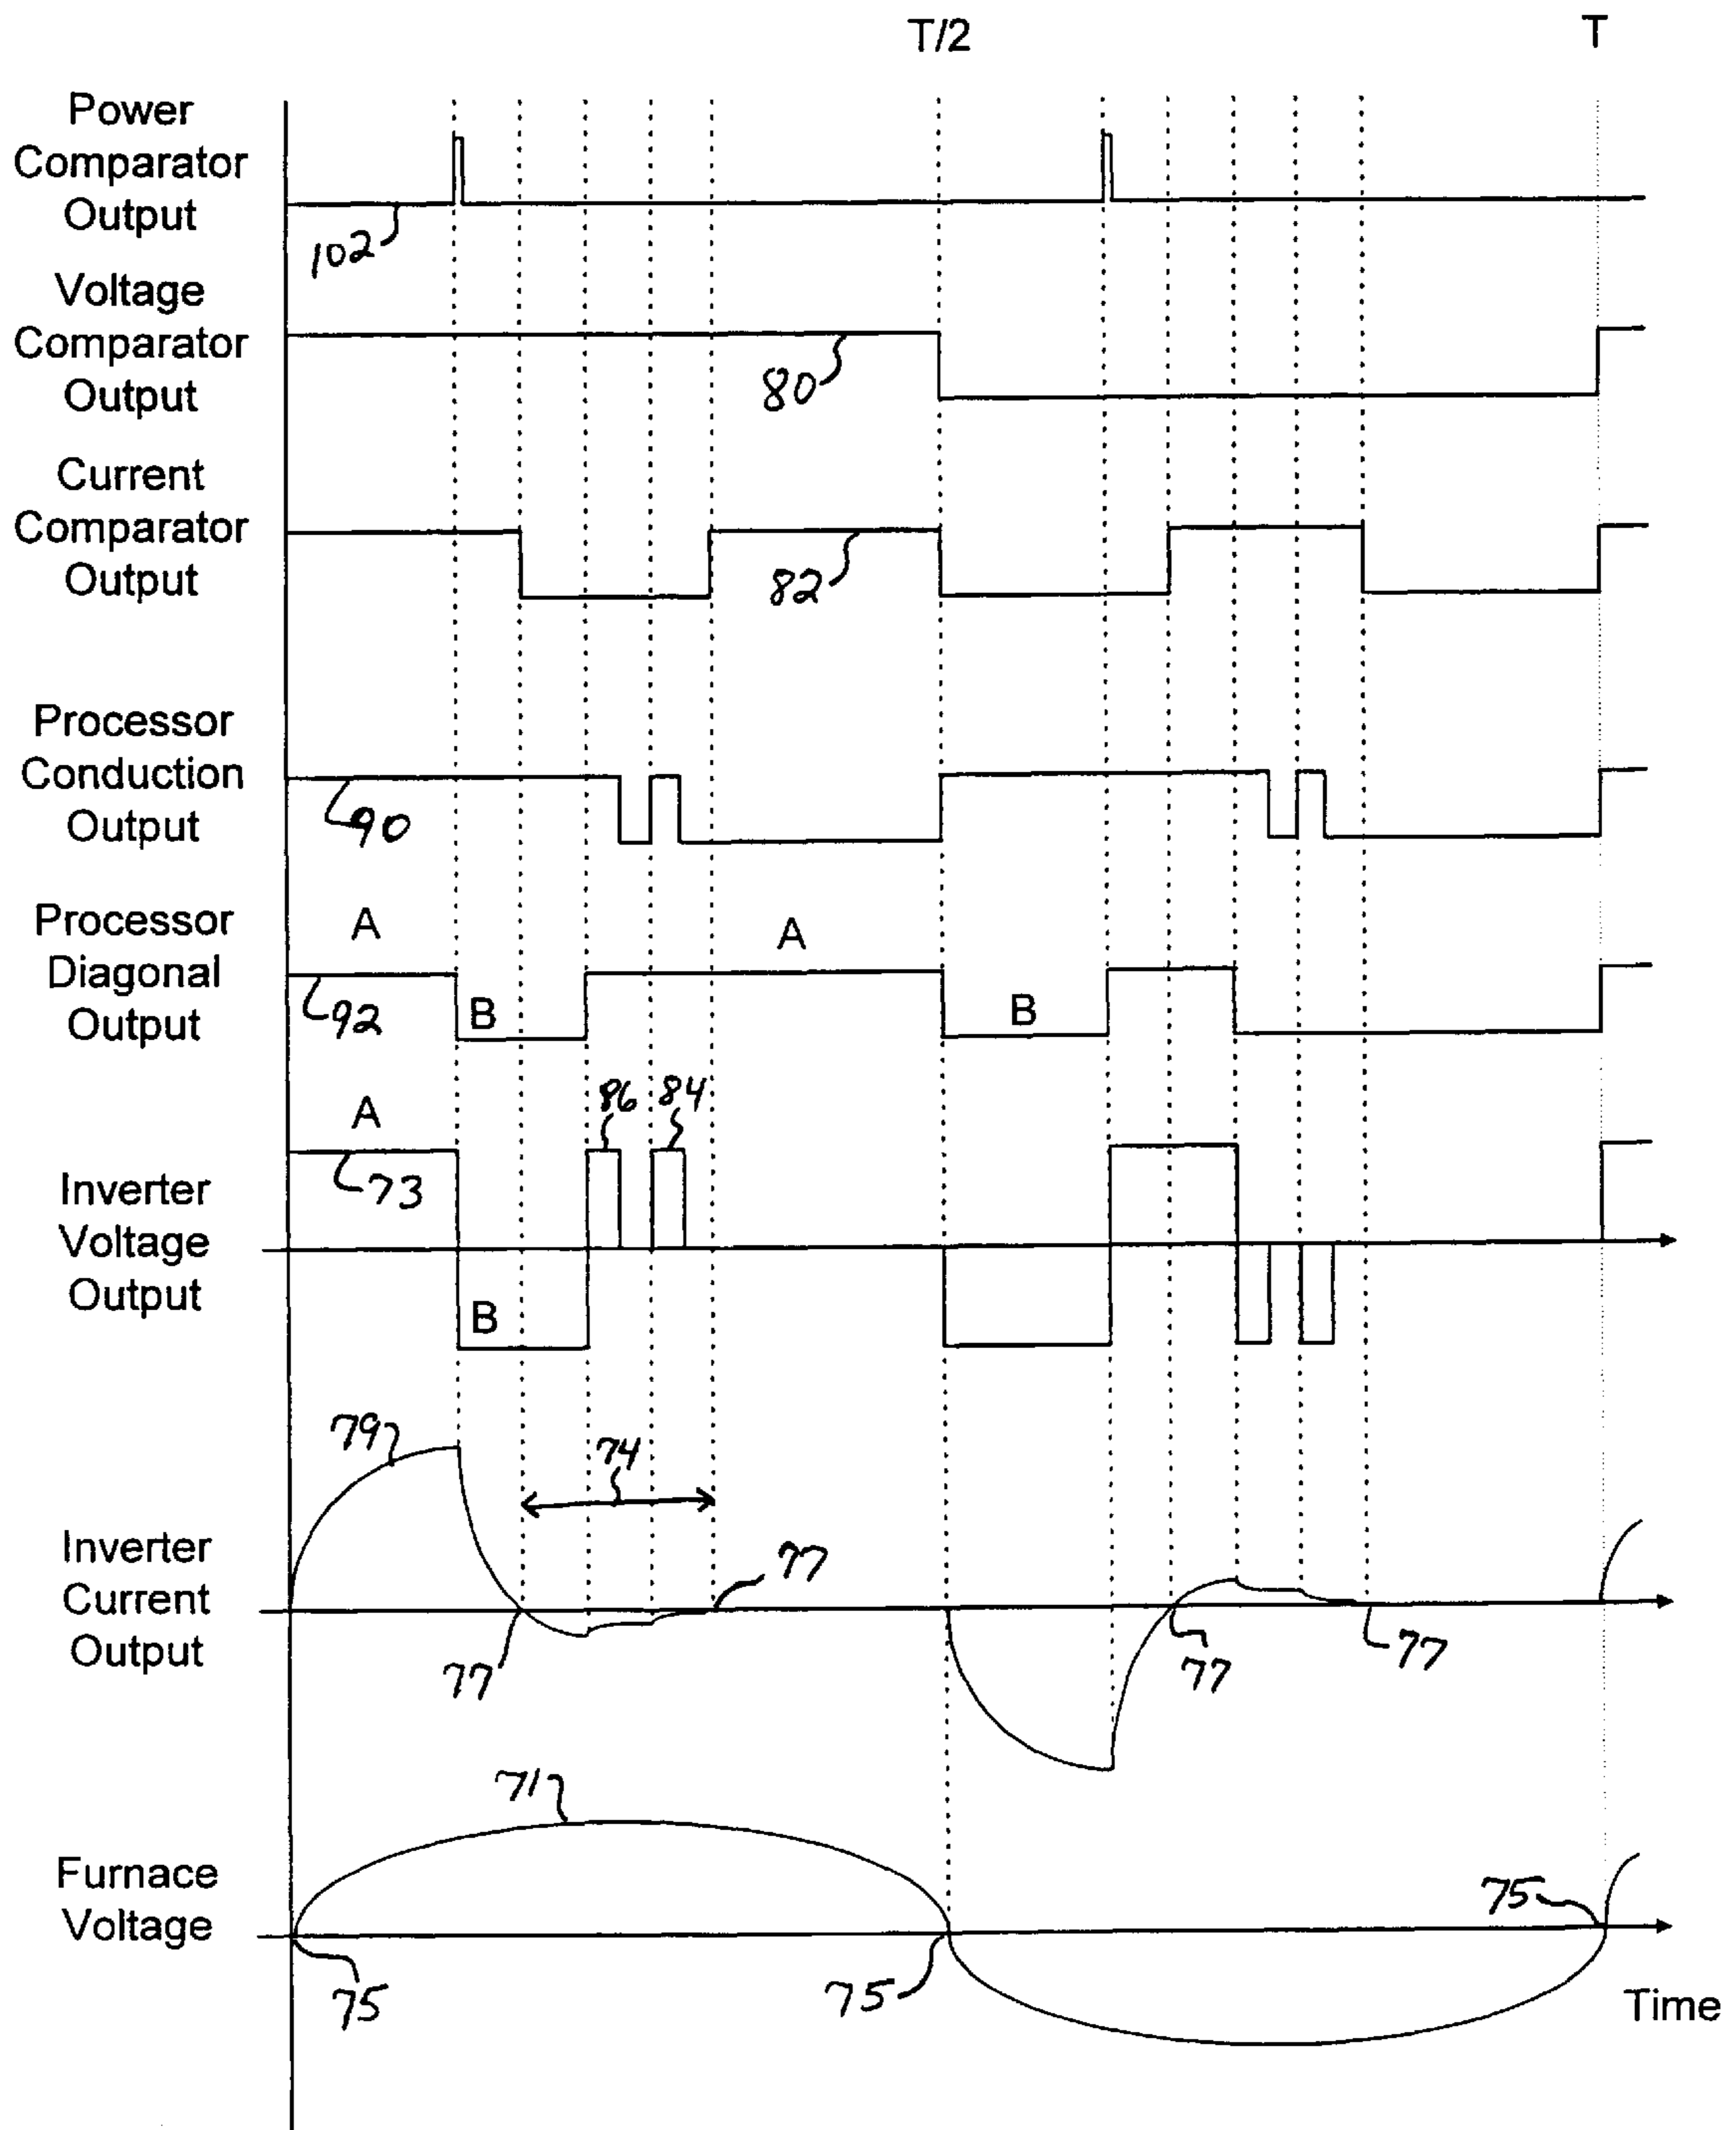 T/2
T
Power
Comparator
Output
102
Voltage
Comparator
Output
80
Current
Comparator
Output
82
Processor
Conduction
Output
90
Processor
Diagonal
Output
A
A
92
B
B
A
86
84
73
Inverter
Voltage
Output
B
79
74
Inverter
Current
Output
77
77
77
77
71
Furnace
Voltage
75
75
75
Time